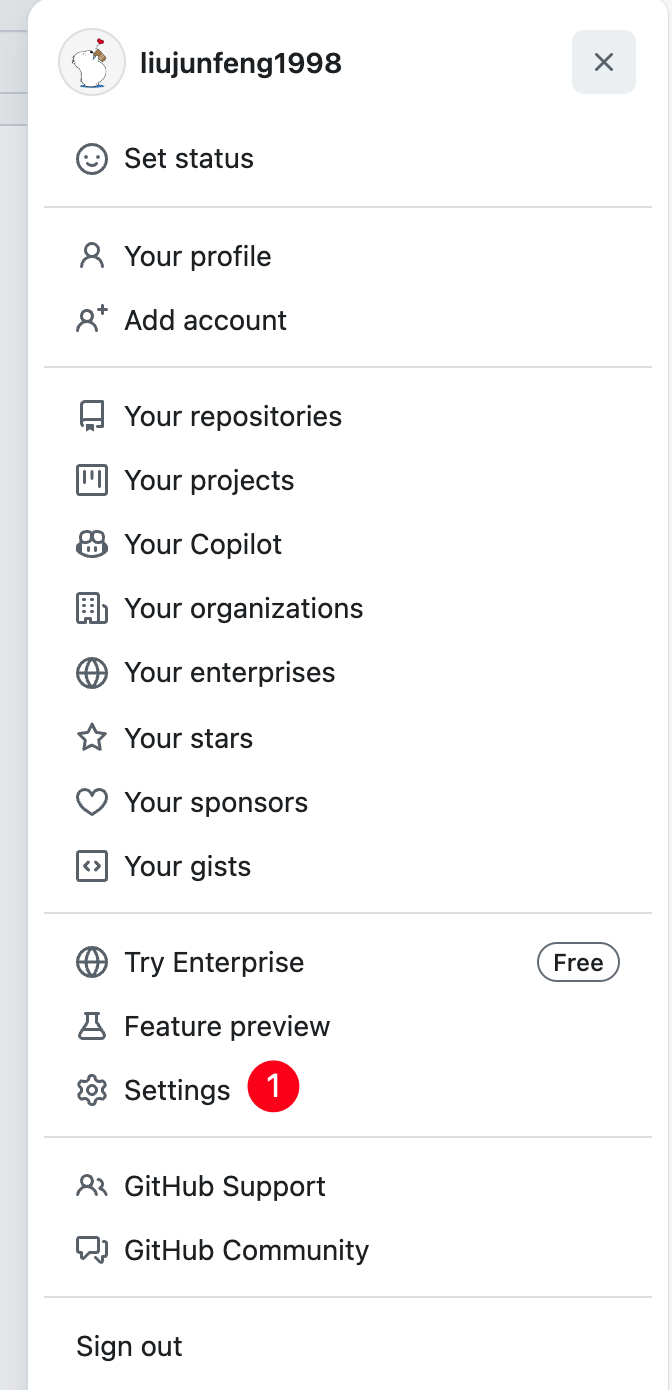 liujunfeng1998
Set status
Your profile
Add account
Your repositories
Your projects
Your Copilot
Your organizations
Your enterprises
Your stars
Your sponsors
Your gists
Try Enterprise Free
Feature preview
Settings 1
GitHub Support
GitHub Community
Sign out